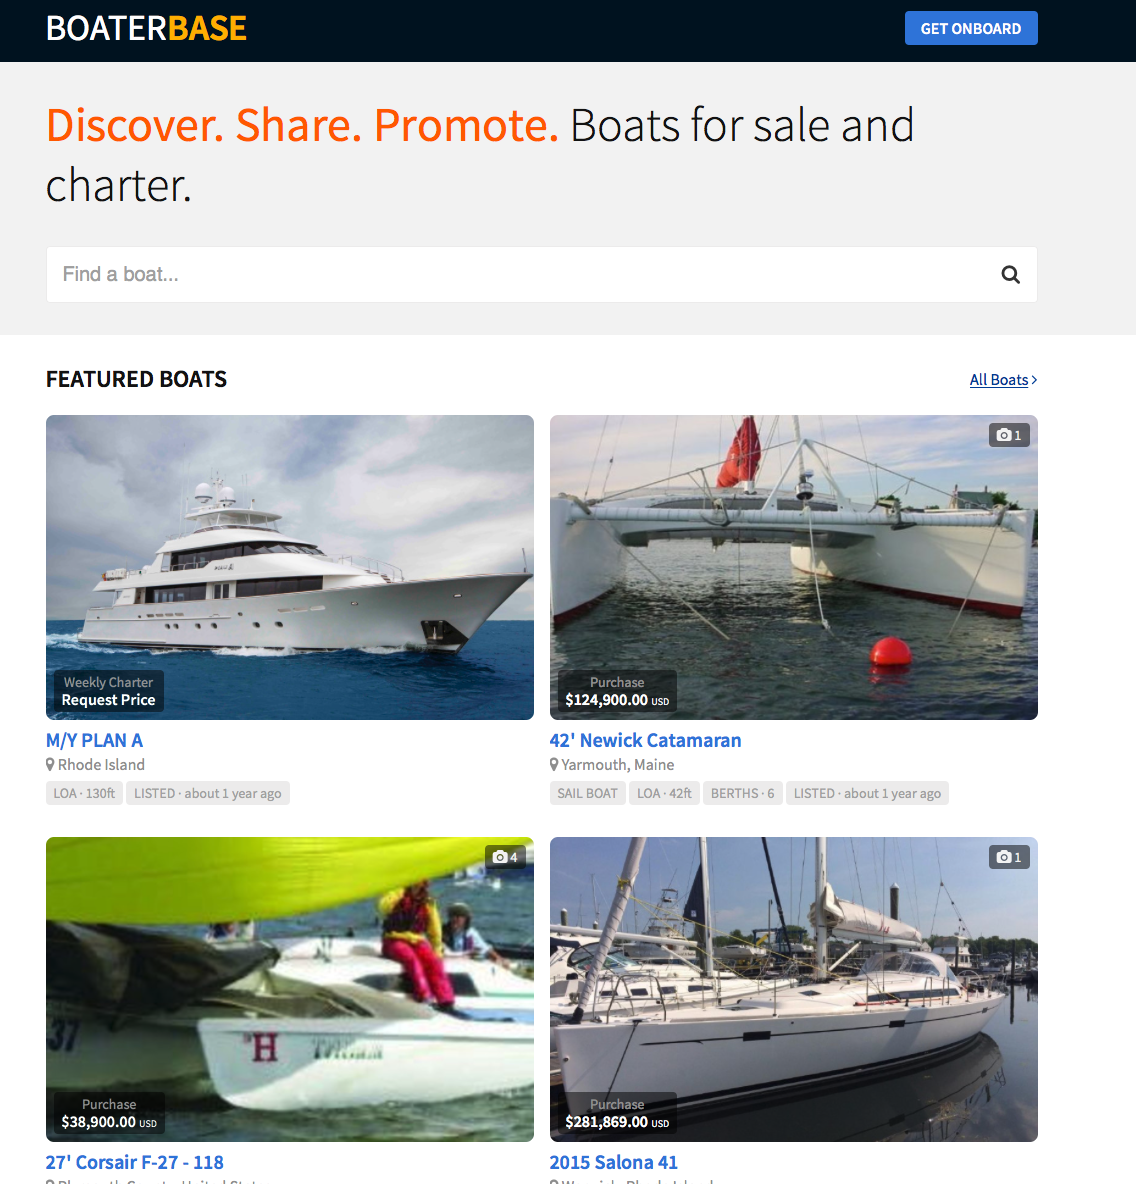 BOATERBASE
GET ONBOARD
Discover. Share. Promote. Boats for sale and
charter.
Find a boat...
FEATURED BOATS
All Boats
Weekly Charter
Request Price
M/Y PLAN A
Rhode Island
LOA · 130ft LISTED · about 1 year ago
1
Purchase
$124,900.00 USD
42' Newick Catamaran
Yarmouth, Maine
SAIL BOAT LOA · 42ft BERTHS · 6 LISTED · about 1 year ago
4
37
H
Purchase
$38,900.00 USD
27' Corsair F-27 - 118
1
Purchase
$281,869.00 USD
2015 Salona 41